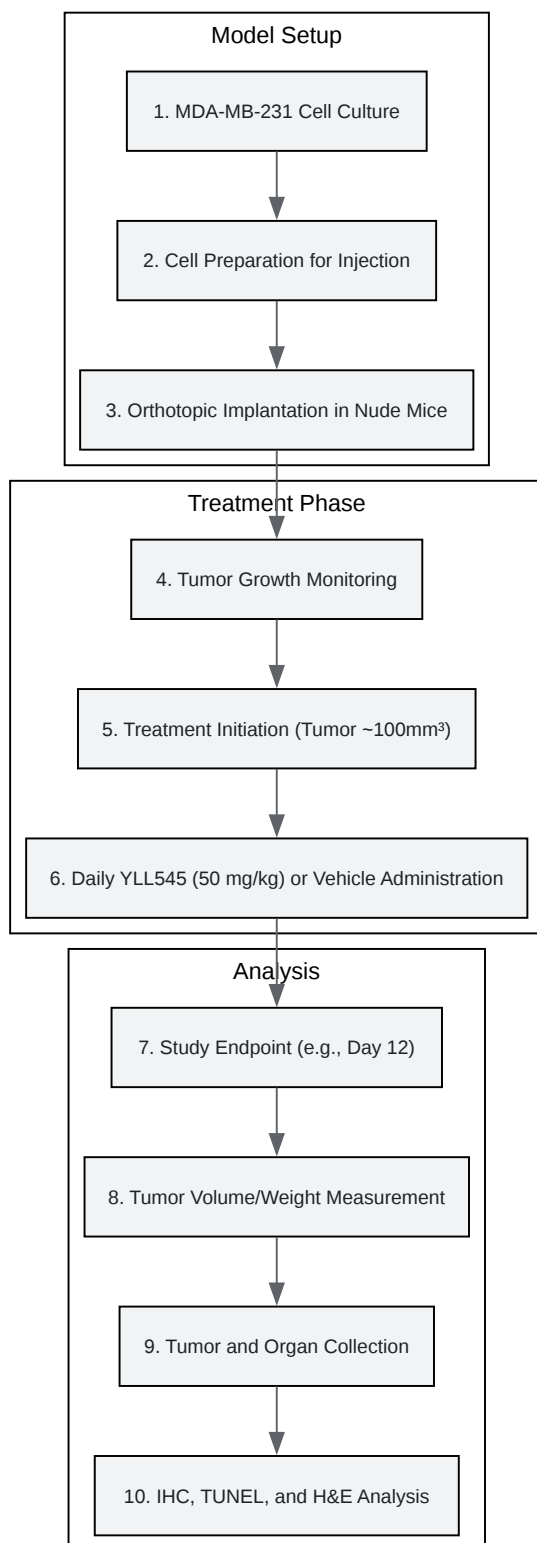 Model Setup
1. MDA-MB-231 Cell Culture
2. Cell Preparation for Injection
3. Orthotopic Implantation in Nude Mice
Treatment Phase
4. Tumor Growth Monitoring
5. Treatment Initiation (Tumor ~100mm³)
6. Daily YLL545 (50 mg/kg) or Vehicle Administration
Analysis
7. Study Endpoint (e.g., Day 12)
8. Tumor Volume/Weight Measurement
9. Tumor and Organ Collection
10. IHC, TUNEL, and H&E Analysis